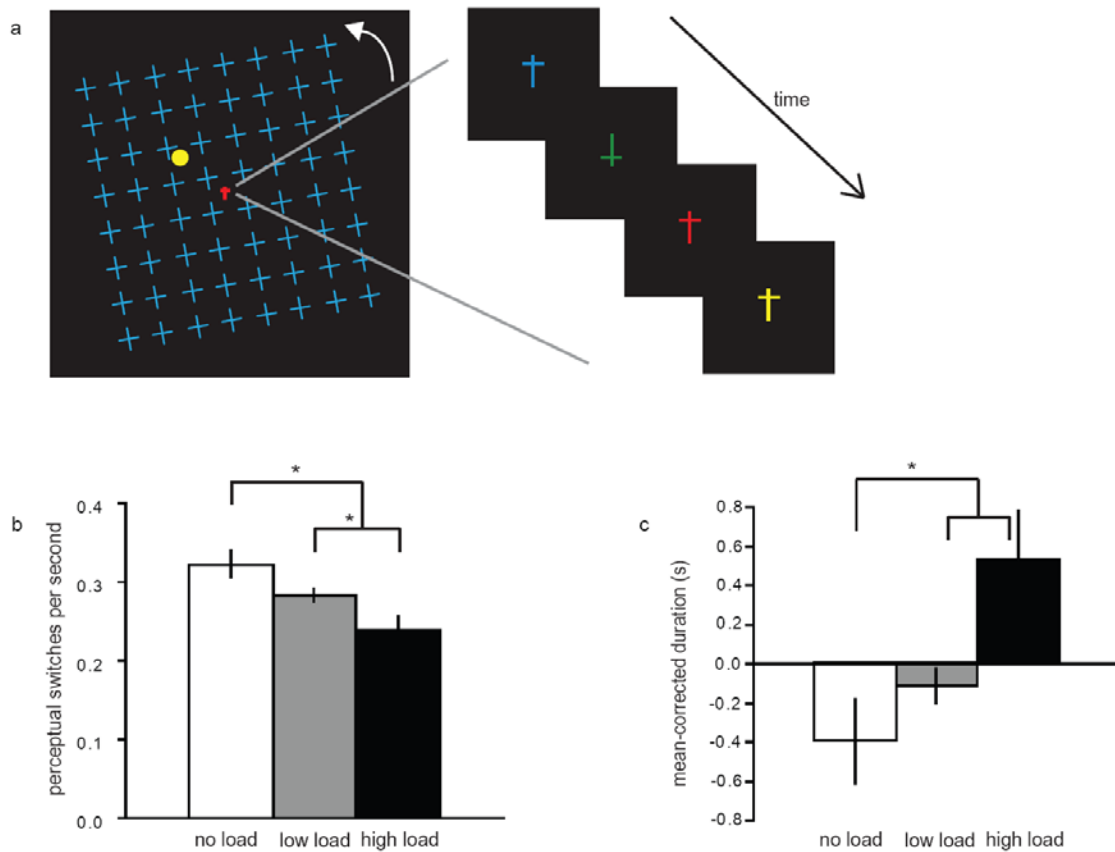 a
time
b
perceptual switches per second
0.4
0.3
0.2
0.1
0.0
*
*
no load low load high load
c
mean-corrected duration (s)
0.8
0.6
0.4
0.2
0.0
-0.2
-0.4
-0.6
-0.8
*
no load low load high load